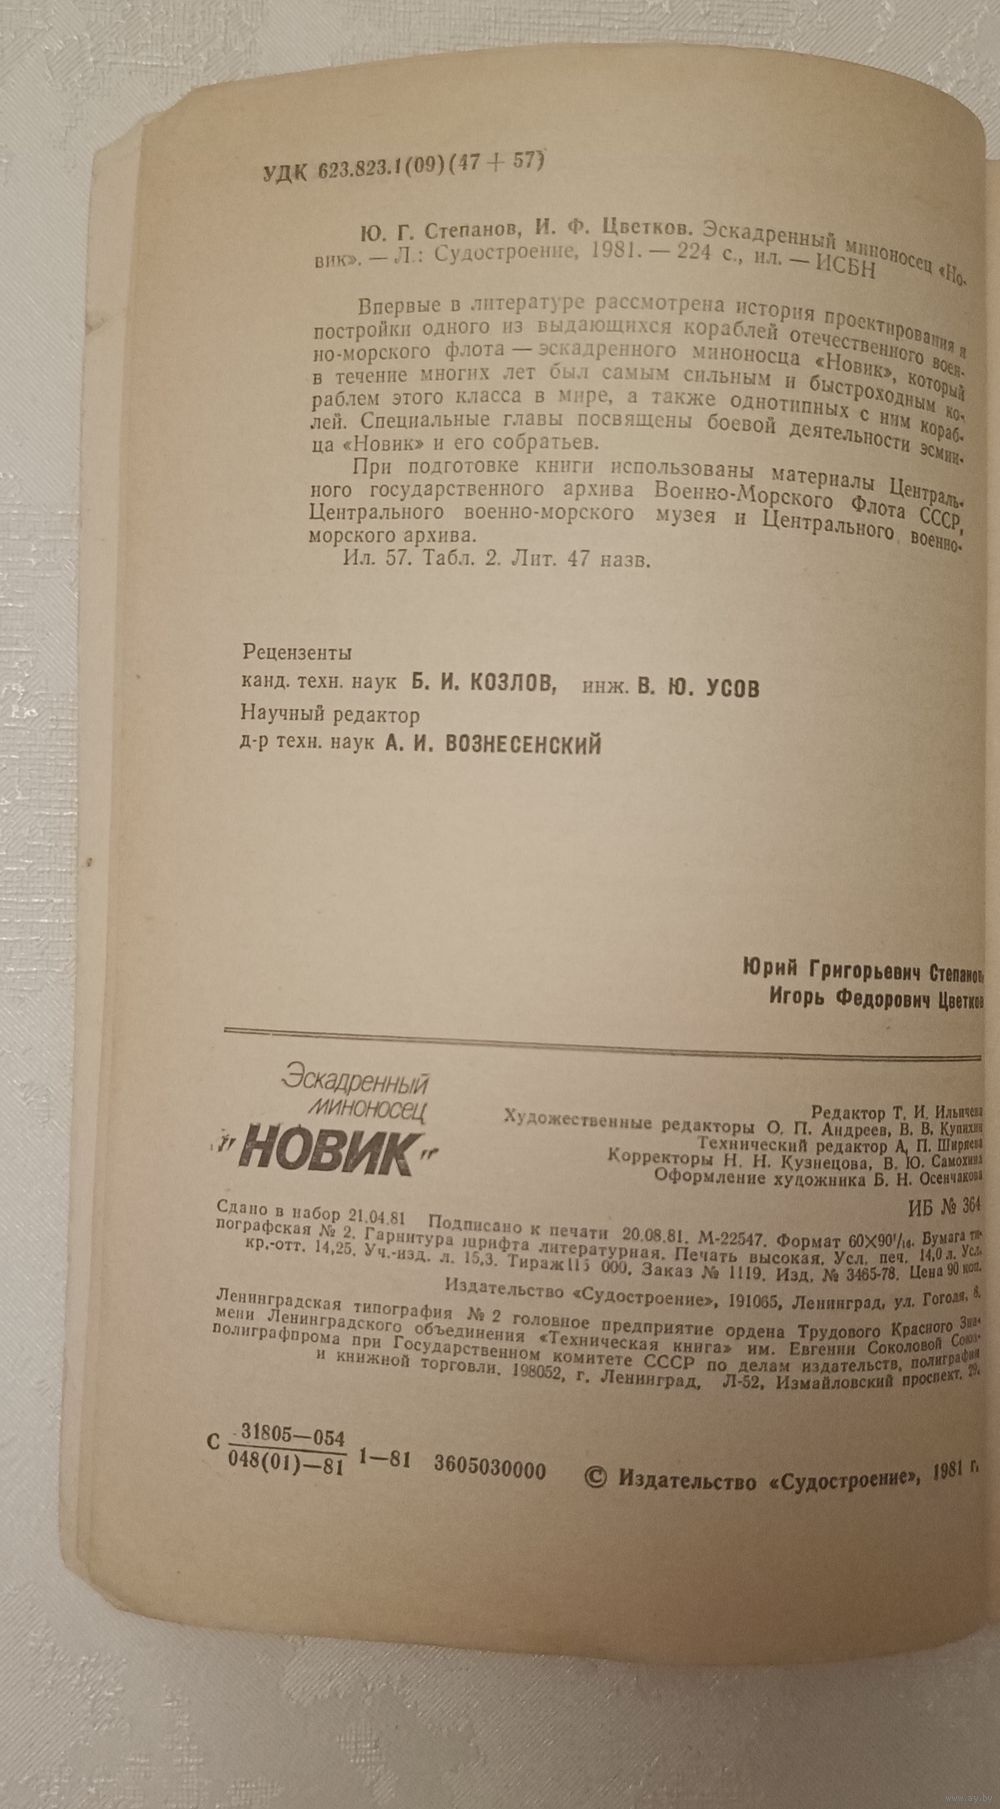 УДК 623.823.1(09)(47 + 57)
Ю. Г. Степанов, И. Ф. Цветков. Эскадренный миноносец «Но-
вик». — Л.: Судостроение, 1981. — 224 с., ил. — ИСБН
Впервые в литературе рассмотрена история проектирования и
постройки одного из выдающихся кораблей отечественного воен-
но-морского флота — эскадренного миноносца «Новик», который
в течение многих лет был самым сильным и быстроходным ко-
раблем этого класса в мире, а также однотипных с ним кораб-
лей. Специальные главы посвящены боевой деятельности эсмин-
ца «Новик» и его собратьев.
При подготовке книги использованы материалы Централь-
ного государственного архива Военно-Морского Флота СССР,
Центрального военно-морского музея и Центрального военно-
морского архива.
Ил. 57. Табл. 2. Лит. 47 назв.
Рецензенты
канд. техн. наук Б. И. КОЗЛОВ, инж. В. Ю. УСОВ
Научный редактор
д-р техн. наук А. И. ВОЗНЕСЕНСКИЙ
Юрий Григорьевич Степанов
Игорь Федорович Цветков
Эскадренный
миноносец
"НОВИК"
Редактор Т. И. Ильичева
Художественные редакторы О. П. Андреев, В. В. Купихин
Технический редактор А. П. Ширяева
Корректоры Н. Н. Кузнецова, В. Ю. Самохина
Оформление художника Б. Н. Осенчакова
ИБ № 364
Сдано в набор 21.04.81 Подписано к печати 20.08.81. М-22547. Формат 60×90¹/₁₆. Бумага ти-
пографская № 2. Гарнитура шрифта литературная. Печать высокая. Усл. печ. 14,0 л. Усл.
кр.-отт. 14,25. Уч.-изд. л. 15,3. Тираж 115 000. Заказ № 1119. Изд. № 3465-78. Цена 90 коп.
Издательство «Судостроение», 191065, Ленинград, ул. Гоголя, 8.
Ленинградская типография № 2 головное предприятие ордена Трудового Красного Зна-
мени Ленинградского объединения «Техническая книга» им. Евгении Соколовой Союз-
полиграфпрома при Государственном комитете СССР по делам издательств, полиграфии
и книжной торговли. 198052, г. Ленинград, Л-52, Измайловский проспект, 29.
С 31805—054
048(01)—81 1—81 3605030000 © Издательство «Судостроение», 1981 г.
www.ay.by